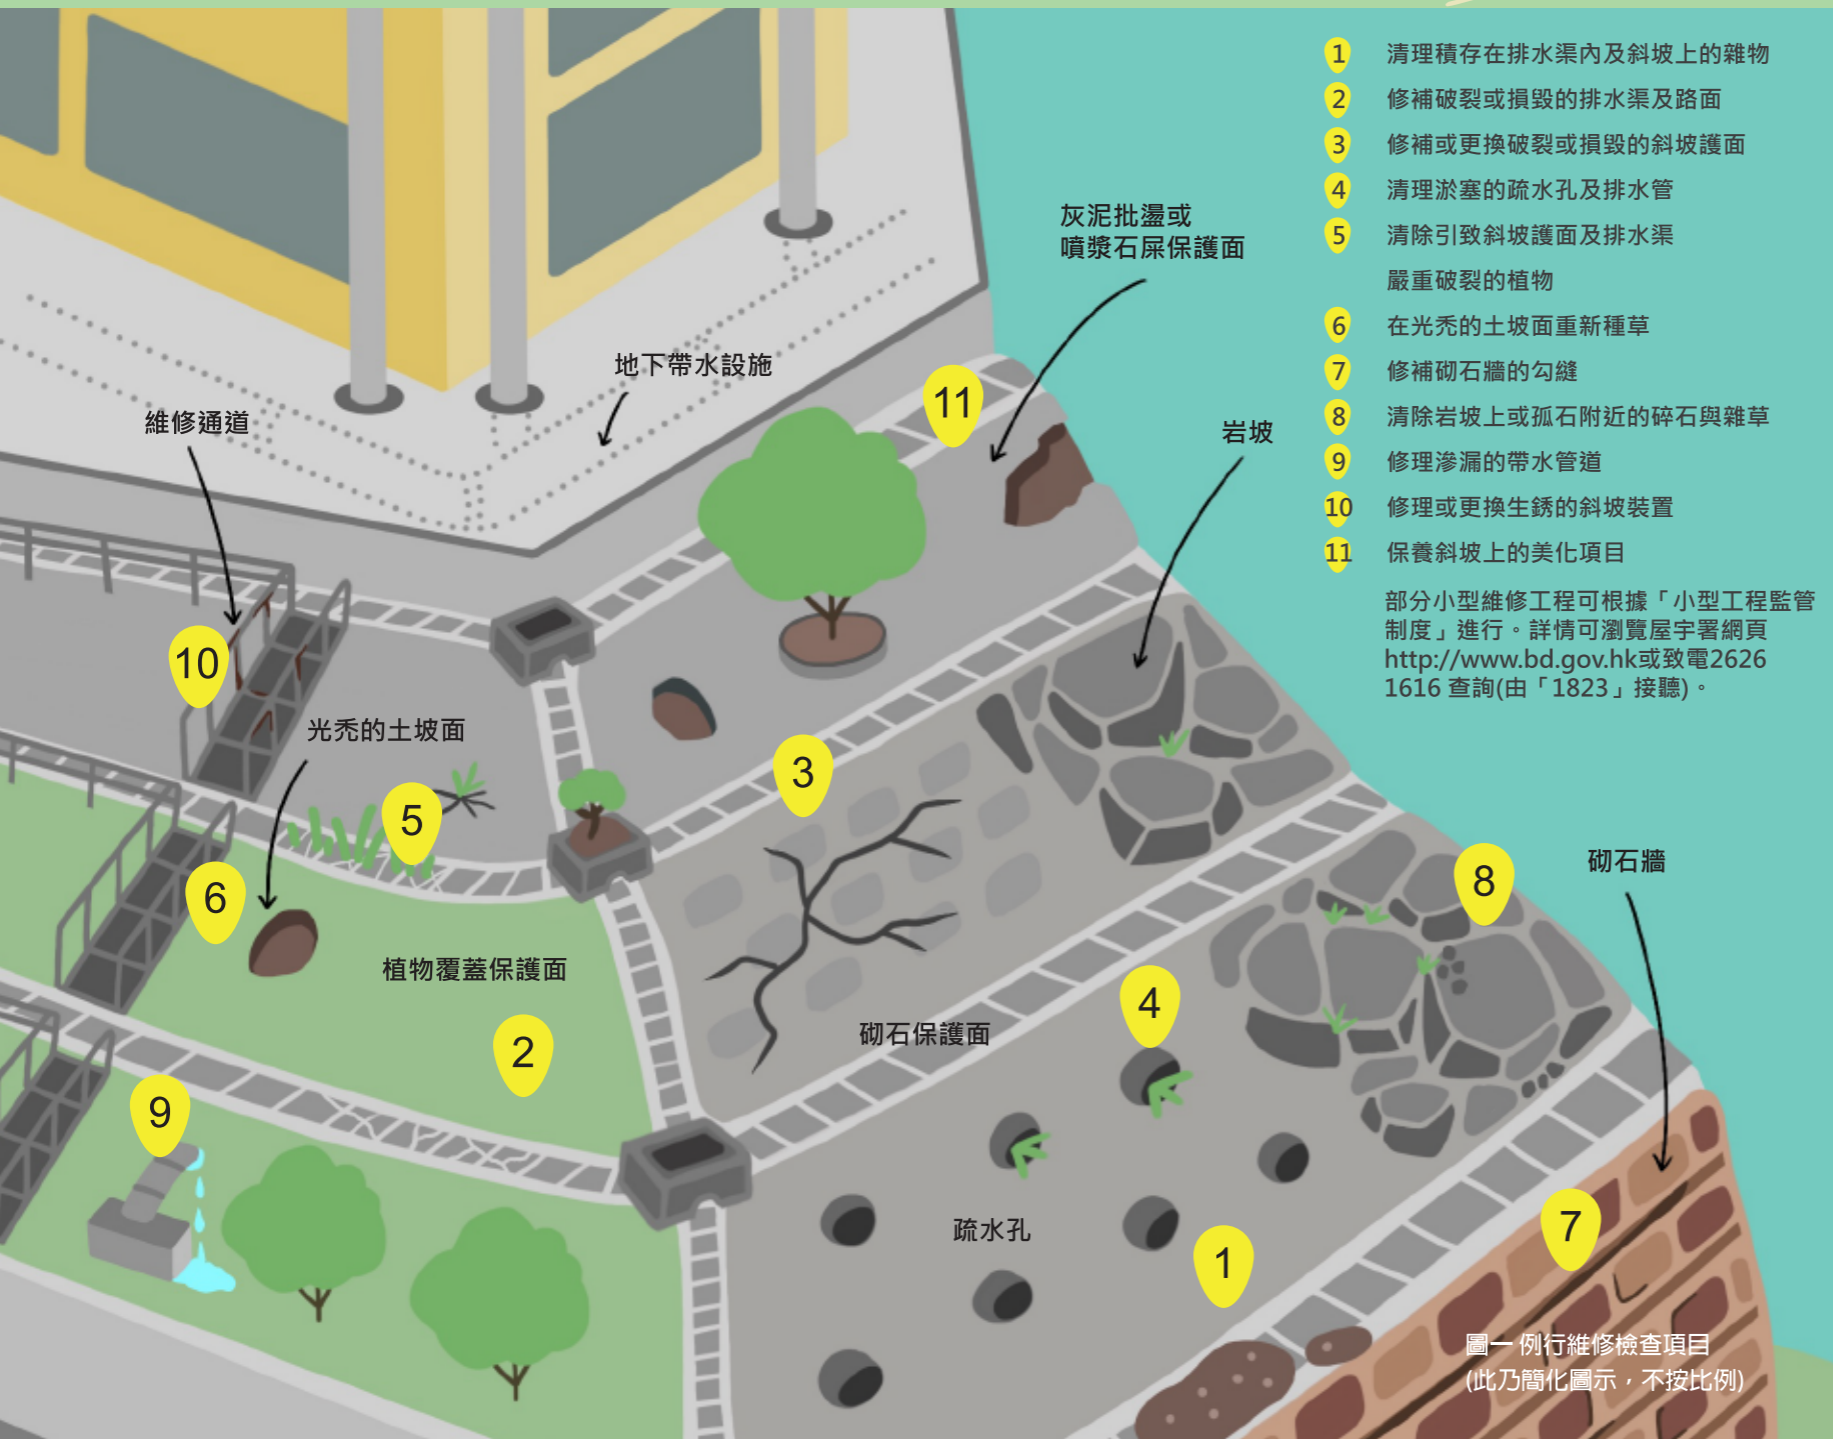 1 清理積存在排水渠內及斜坡上的雜物
2 修補破裂或損毀的排水渠及路面
3 修補或更換破裂或損毀的斜坡護面
4 清理淤塞的疏水孔及排水管
5 清除引致斜坡護面及排水渠
嚴重破裂的植物
6 在光禿的土坡面重新種草
7 修補砌石牆的勾縫
8 清除岩坡上或孤石附近的碎石與雜草
9 修理滲漏的帶水管道
10 修理或更換生銹的斜坡裝置
11 保養斜坡上的美化項目
部分小型維修工程可根據「小型工程監管
制度」進行。詳情可瀏覽屋宇署網頁
http://www.bd.gov.hk或致電2626
1616 查詢(由「1823」接聽)。
灰泥批盪或
噴漿石屎保護面
地下帶水設施
11
維修通道
岩坡
10
光禿的土坡面
3
5
6
8
砌石牆
植物覆蓋保護面
4
砌石保護面
2
9
疏水孔
7
1
圖一 例行維修檢查項目
(此乃簡化圖示，不按比例)